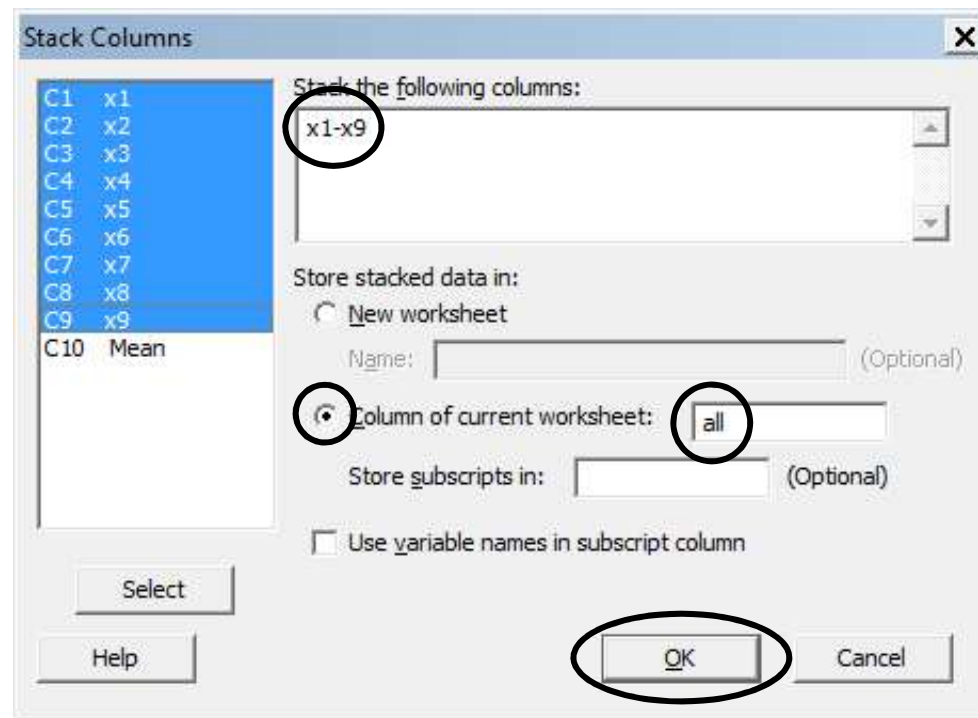 Stack Columns
C1 x1
C2 x2
C3 x3
C4 x4
C5 x5
C6 x6
C7 x7
C8 x8
C9 x9
C10 Mean
Select
Help
Stack the following columns:
x1-x9
Store stacked data in:
New worksheet
Name: (Optional)
Column of current worksheet: all
Store subscripts in: (Optional)
Use variable names in subscript column
OK Cancel